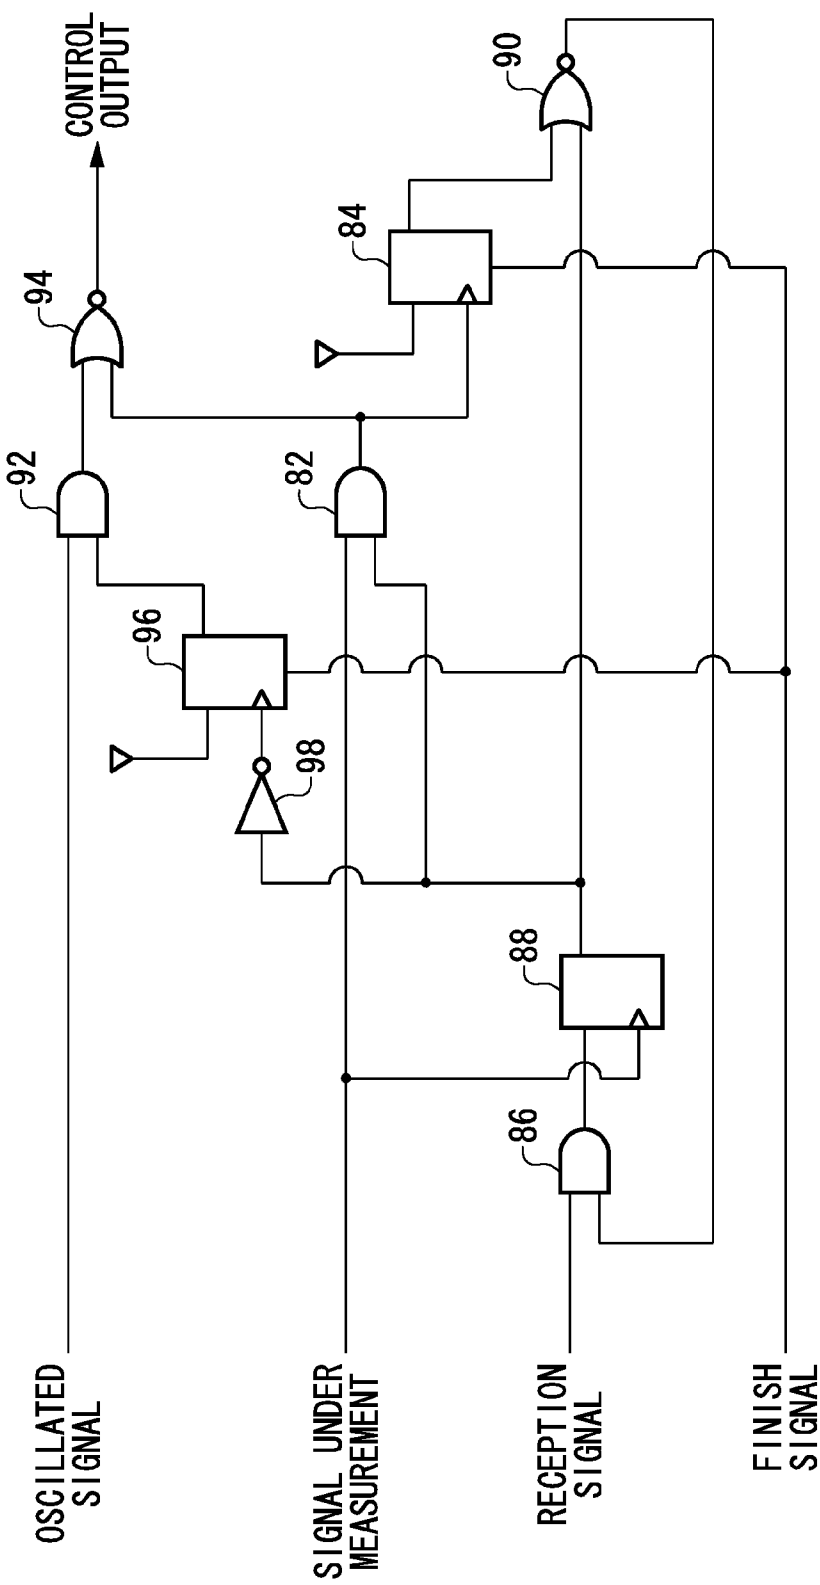 OSCILLATED
SIGNAL
SIGNAL UNDER
MEASUREMENT
RECEPTION
SIGNAL
FINISH
SIGNAL
86
88
98
96
92
82
94
84
90
CONTROL
OUTPUT